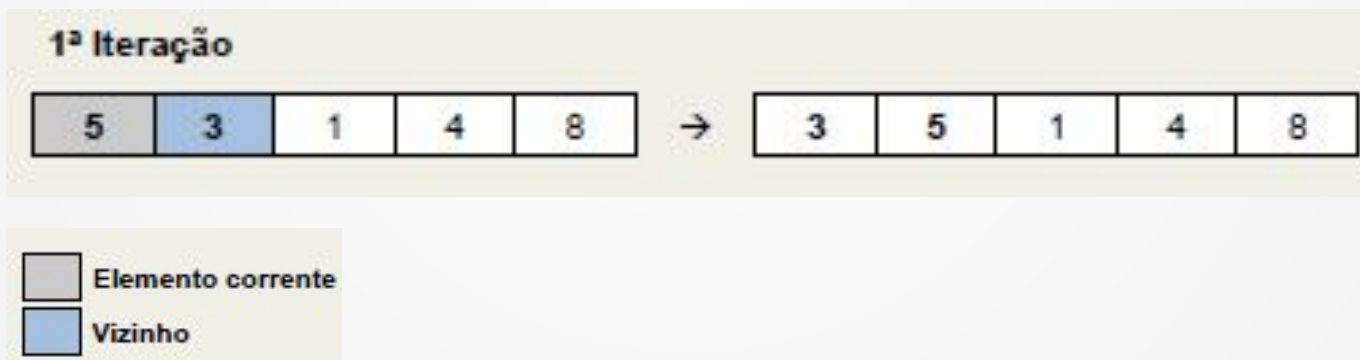 1ª Iteração
5 3 1 4 8 → 3 5 1 4 8
Elemento corrente
Vizinho